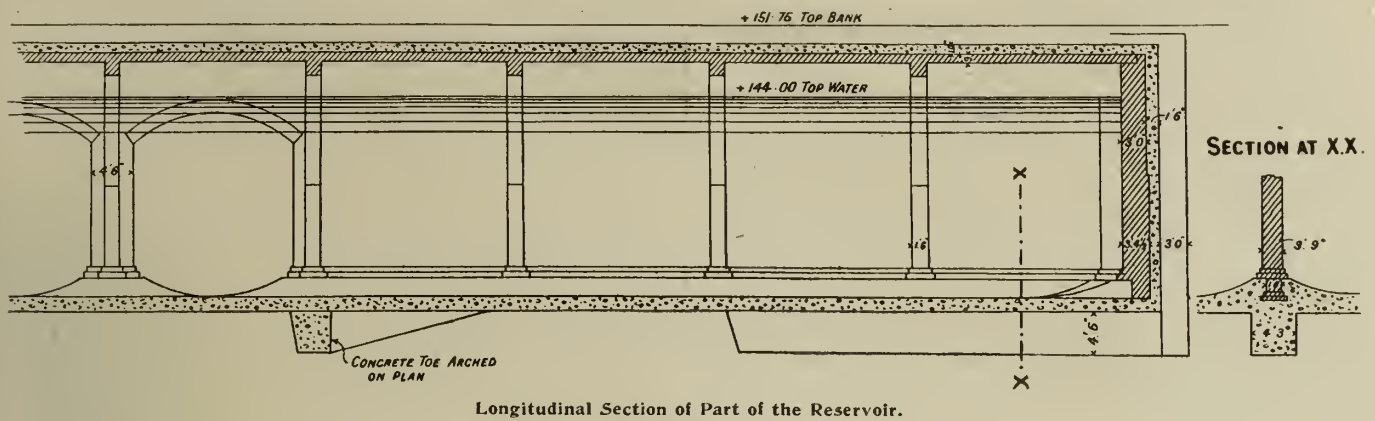 + 151·76 TOP BANK
+ 144·00 TOP WATER
4'6"
1'6"
3'0"
SECTION AT X.X.
X
1'6"
3'4½"
3'0"
9"
4'6"
4'3"
CONCRETE TOE ARCHED
ON PLAN
X
Longitudinal Section of Part of the Reservoir.